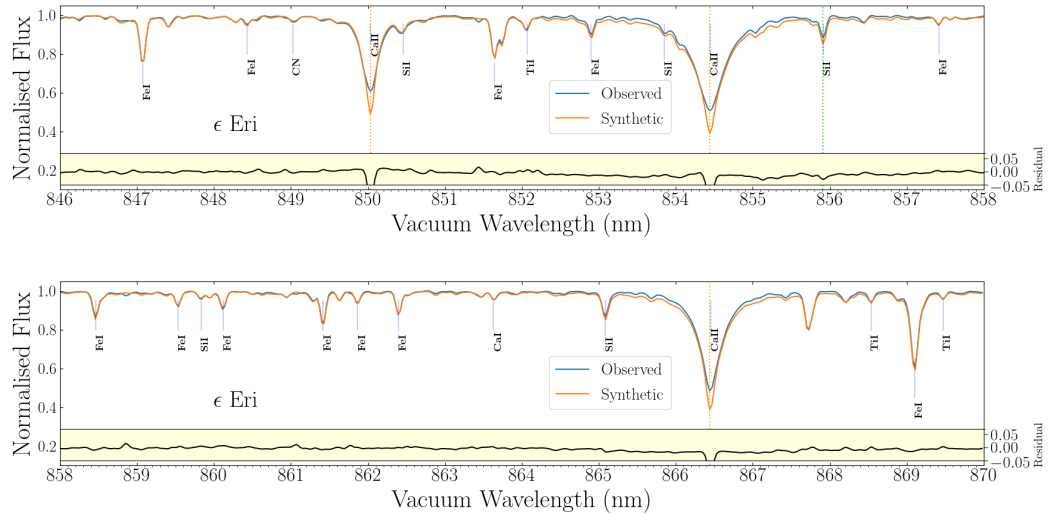 Normalised Flux
1.0
0.8
0.6
0.4
0.2
FeI
FeI
CN
CaII
SiI
FeI
TiI
FeI
SiI
CaII
SiI
FeI
ϵ Eri
Observed
Synthetic
0.05
0.00
−0.05
Residual
846 847 848 849 850 851 852 853 854 855 856 857 858
Vacuum Wavelength (nm)
Normalised Flux
1.0
0.8
0.6
0.4
0.2
FeI
FeI
SiI
FeI
FeI
FeI
FeI
CaI
SiI
CaII
TiI
FeI
TiI
ϵ Eri
Observed
Synthetic
0.05
0.00
−0.05
Residual
858 859 860 861 862 863 864 865 866 867 868 869 870
Vacuum Wavelength (nm)